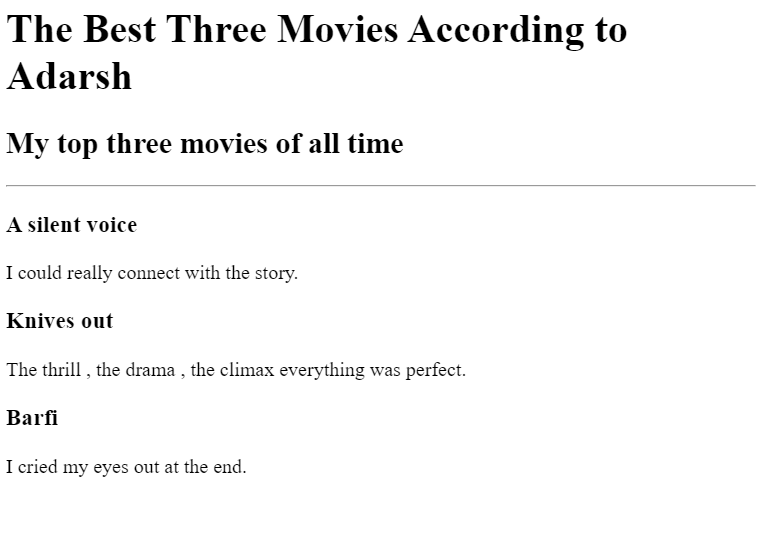 The Best Three Movies According to
Adarsh
My top three movies of all time
A silent voice
I could really connect with the story.
Knives out
The thrill , the drama , the climax everything was perfect.
Barfi
I cried my eyes out at the end.